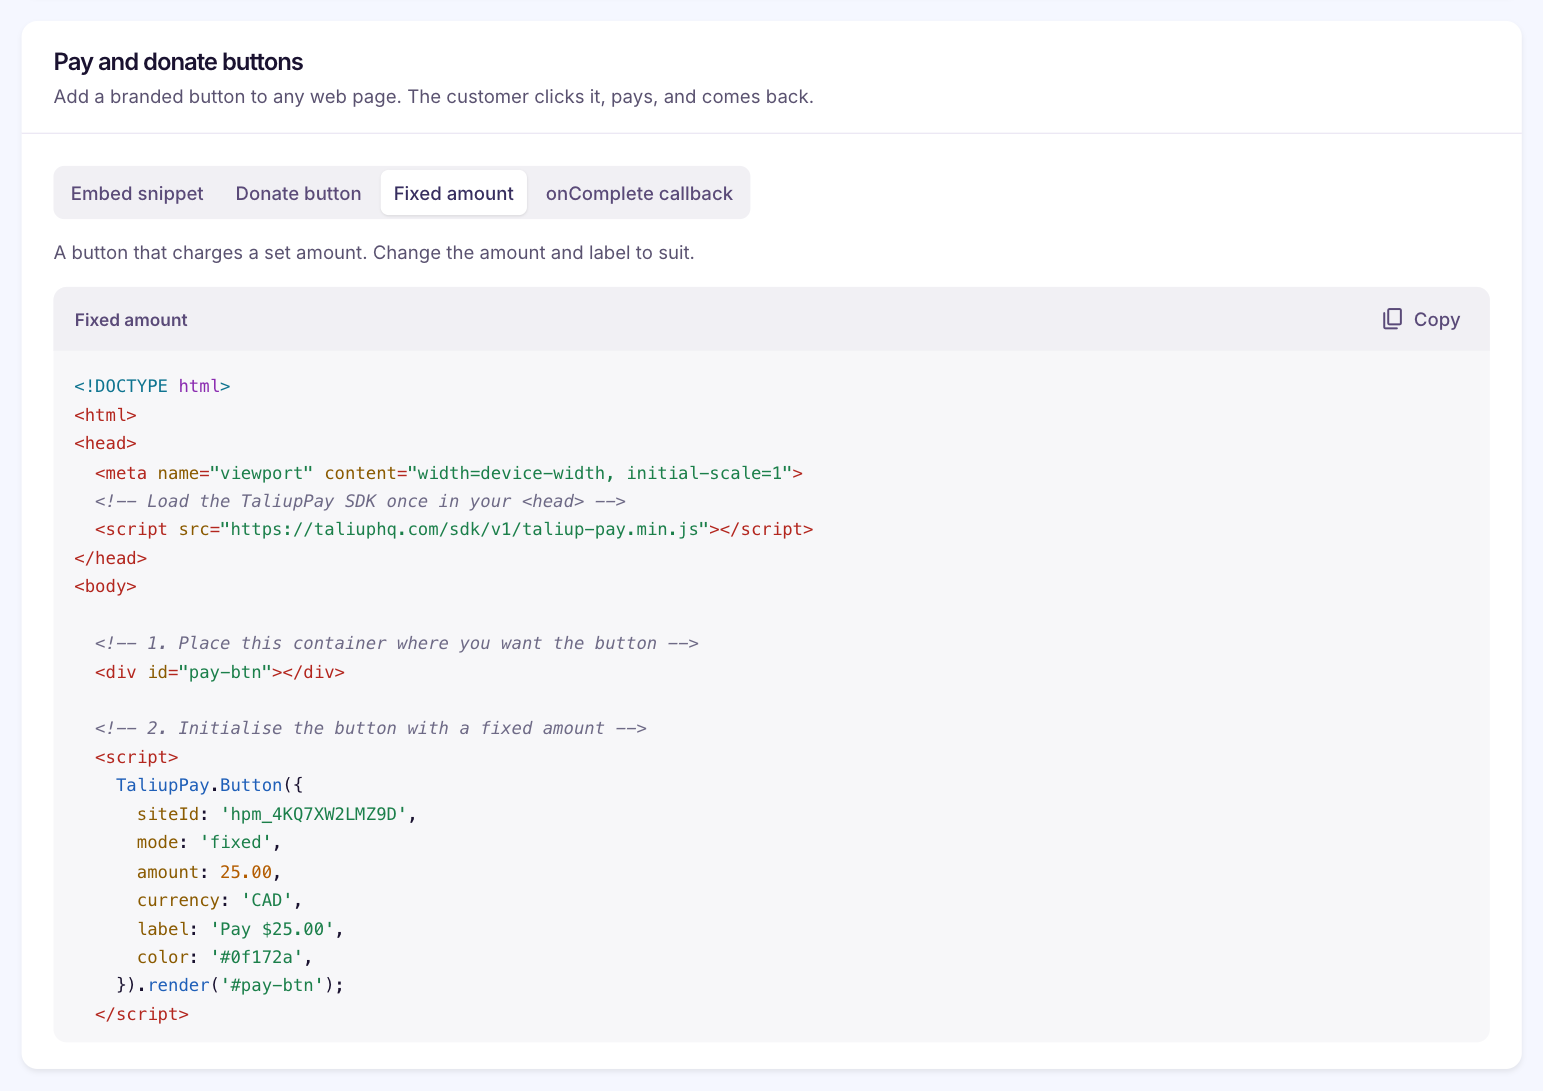 Pay and donate buttons
Add a branded button to any web page. The customer clicks it, pays, and comes back.
Embed snippet Donate button Fixed amount onComplete callback
A button that charges a set amount. Change the amount and label to suit.
Fixed amount Copy
<!DOCTYPE html>
<html>
<head>
  <meta name="viewport" content="width=device-width, initial-scale=1">
  <!-- Load the TaliupPay SDK once in your <head> -->
  <script src="https://taliuphq.com/sdk/v1/taliup-pay.min.js"></script>
</head>
<body>

  <!-- 1. Place this container where you want the button -->
  <div id="pay-btn"></div>

  <!-- 2. Initialise the button with a fixed amount -->
  <script>
    TaliupPay.Button({
      siteId: 'hpm_4KQ7XW2LMZ9D',
      mode: 'fixed',
      amount: 25.00,
      currency: 'CAD',
      label: 'Pay $25.00',
      color: '#0f172a',
    }).render('#pay-btn');
  </script>